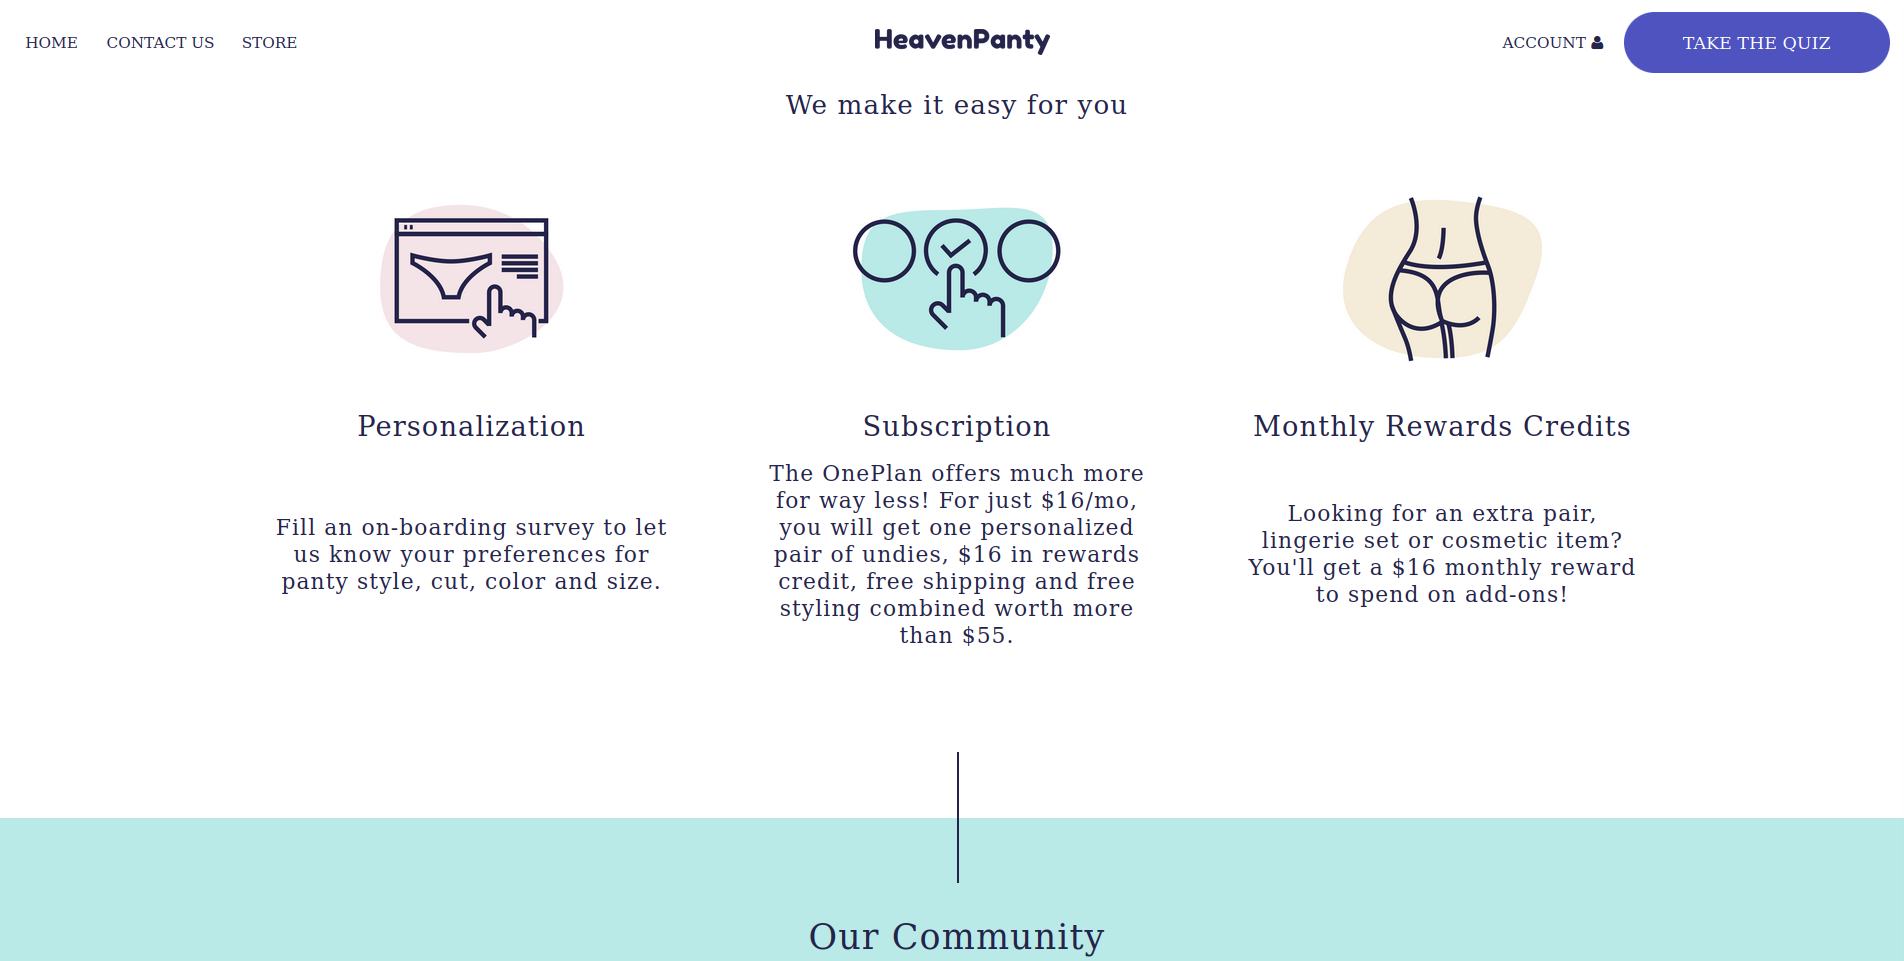 HOME CONTACT US STORE HeavenPanty ACCOUNT TAKE THE QUIZ
We make it easy for you
Personalization
Fill an on-boarding survey to let
us know your preferences for
panty style, cut, color and size.
Subscription
The OnePlan offers much more
for way less! For just $16/mo,
you will get one personalized
pair of undies, $16 in rewards
credit, free shipping and free
styling combined worth more
than $55.
Monthly Rewards Credits
Looking for an extra pair,
lingerie set or cosmetic item?
You'll get a $16 monthly reward
to spend on add-ons!
Our Community